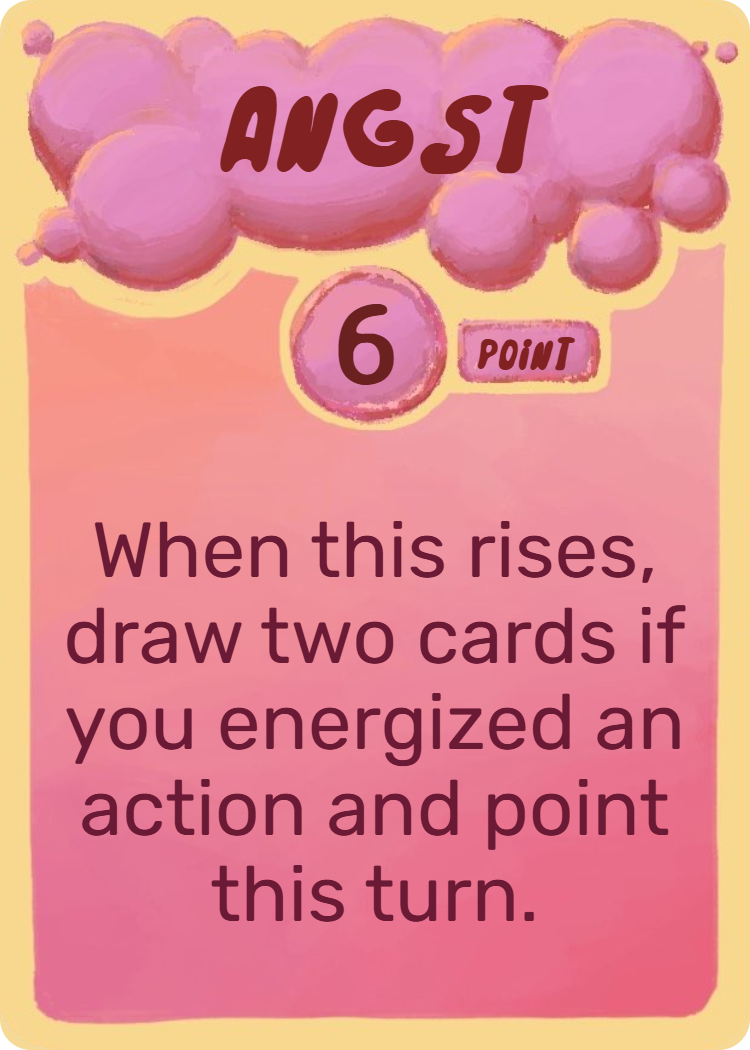 ANGST
6
POINT
When this rises,
draw two cards if
you energized an
action and point
this turn.